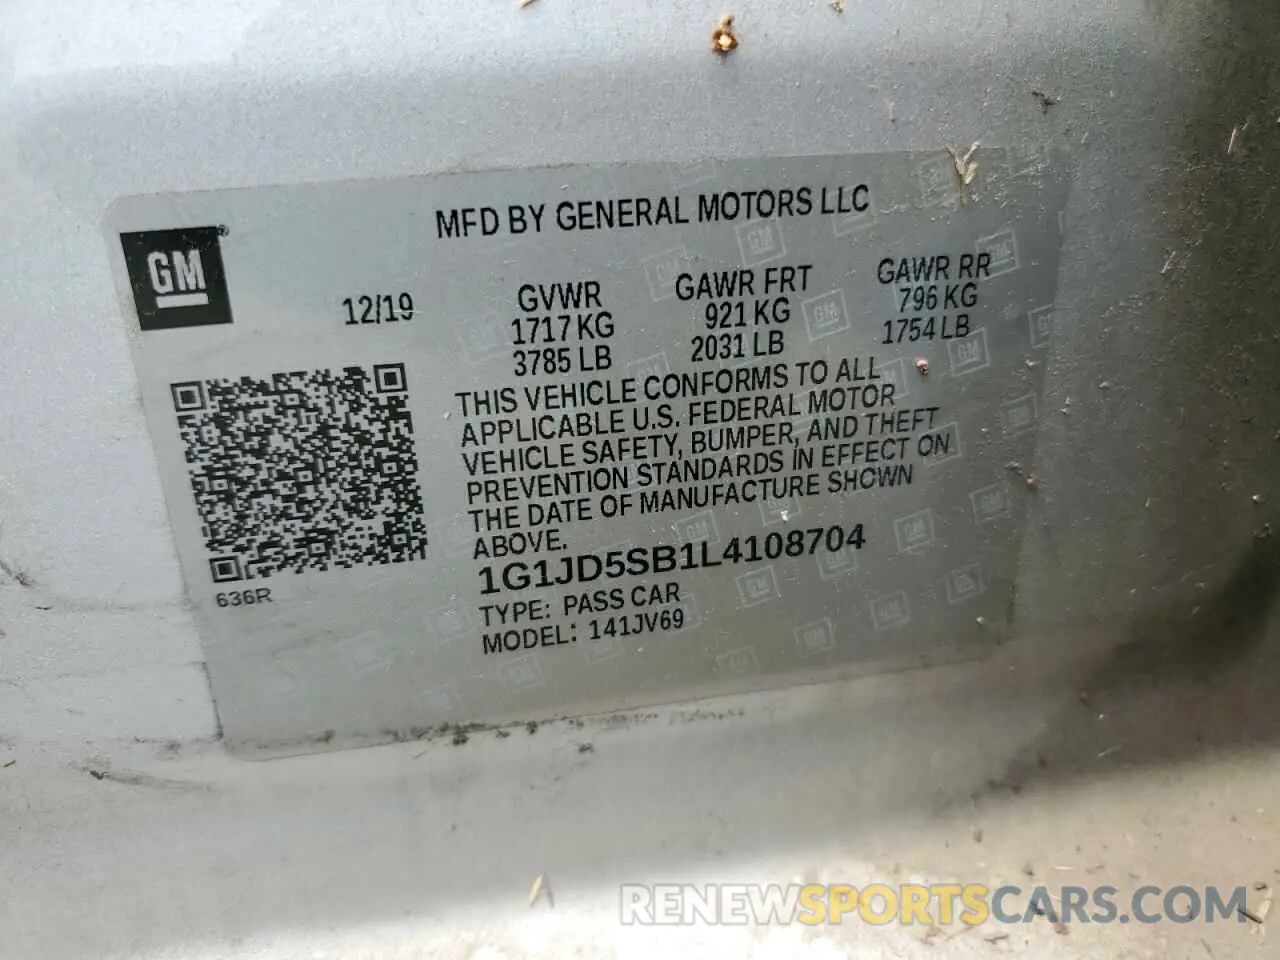 MFD BY GENERAL MOTORS LLC
GM®
12/19
GVWR
1717 KG
3785 LB
GAWR FRT
921 KG
2031 LB
GAWR RR
796 KG
1754 LB
THIS VEHICLE CONFORMS TO ALL
APPLICABLE U.S. FEDERAL MOTOR
VEHICLE SAFETY, BUMPER, AND THEFT
PREVENTION STANDARDS IN EFFECT ON
THE DATE OF MANUFACTURE SHOWN
ABOVE.
1G1JD5SB1L4108704
TYPE: PASS CAR
MODEL: 141JV69
636R
RENEWSPORTSCARS.COM